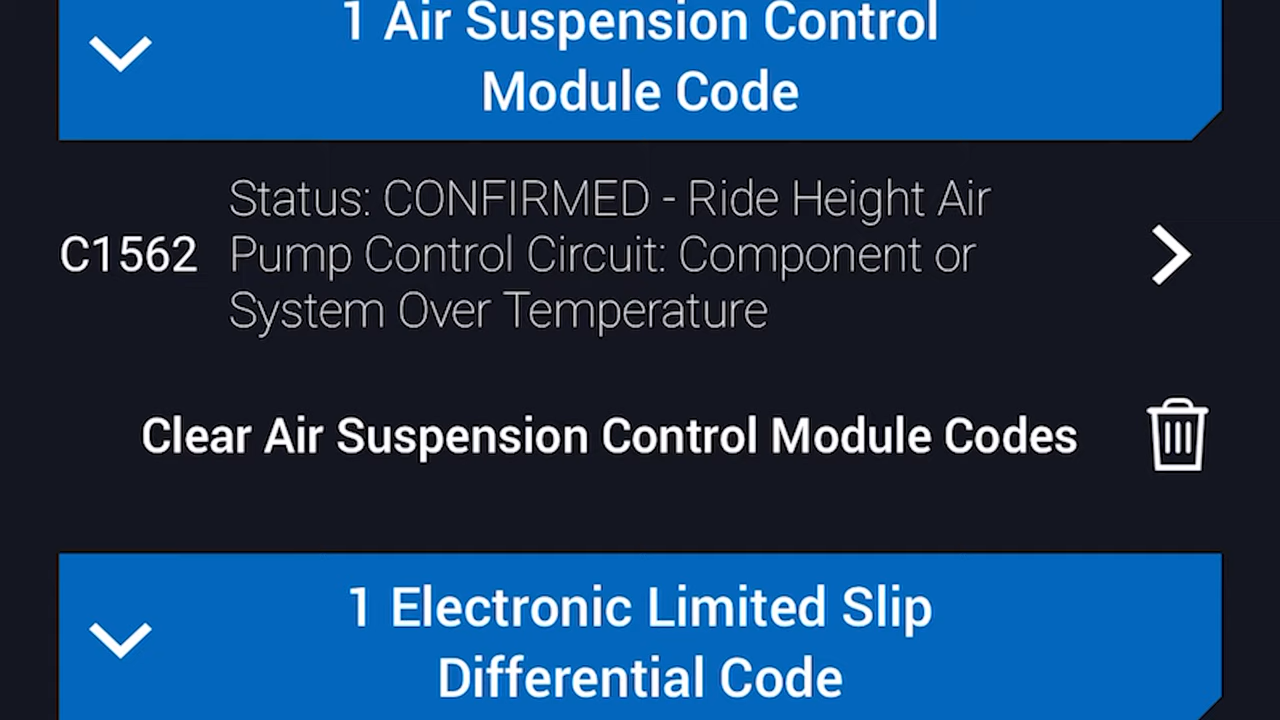 1 Air Suspension Control
Module Code
C1562
Status: CONFIRMED - Ride Height Air
Pump Control Circuit: Component or
System Over Temperature
Clear Air Suspension Control Module Codes
1 Electronic Limited Slip
Differential Code